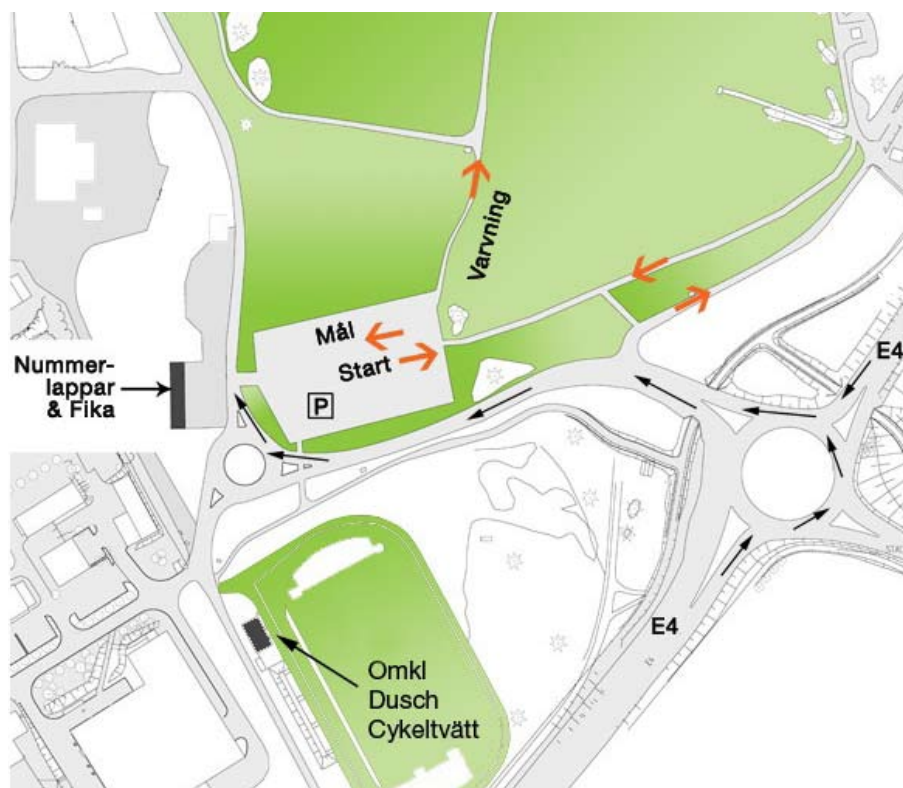 Varvning
Mål
Start
P
Nummer-
lappar
& Fika
E4
E4
Omkl
Dusch
Cykeltvätt